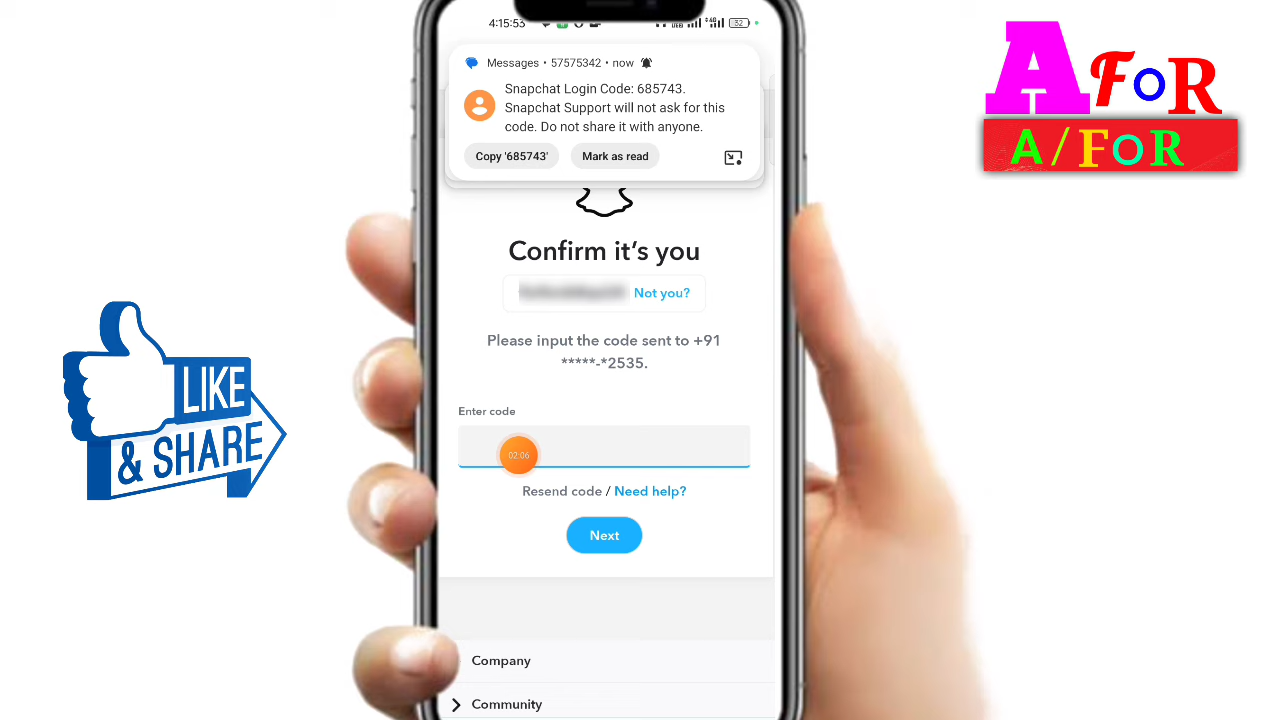 4:15:53
52
Messages • 57575342 • now
Snapchat Login Code: 685743.
Snapchat Support will not ask for this
code. Do not share it with anyone.
Copy '685743'
Mark as read
Confirm it's you
Not you?
Please input the code sent to +91
*****-*2535.
Enter code
02:06
Resend code / Need help?
Next
Company
Community
A FOR
A/FOR
LIKE
& SHARE